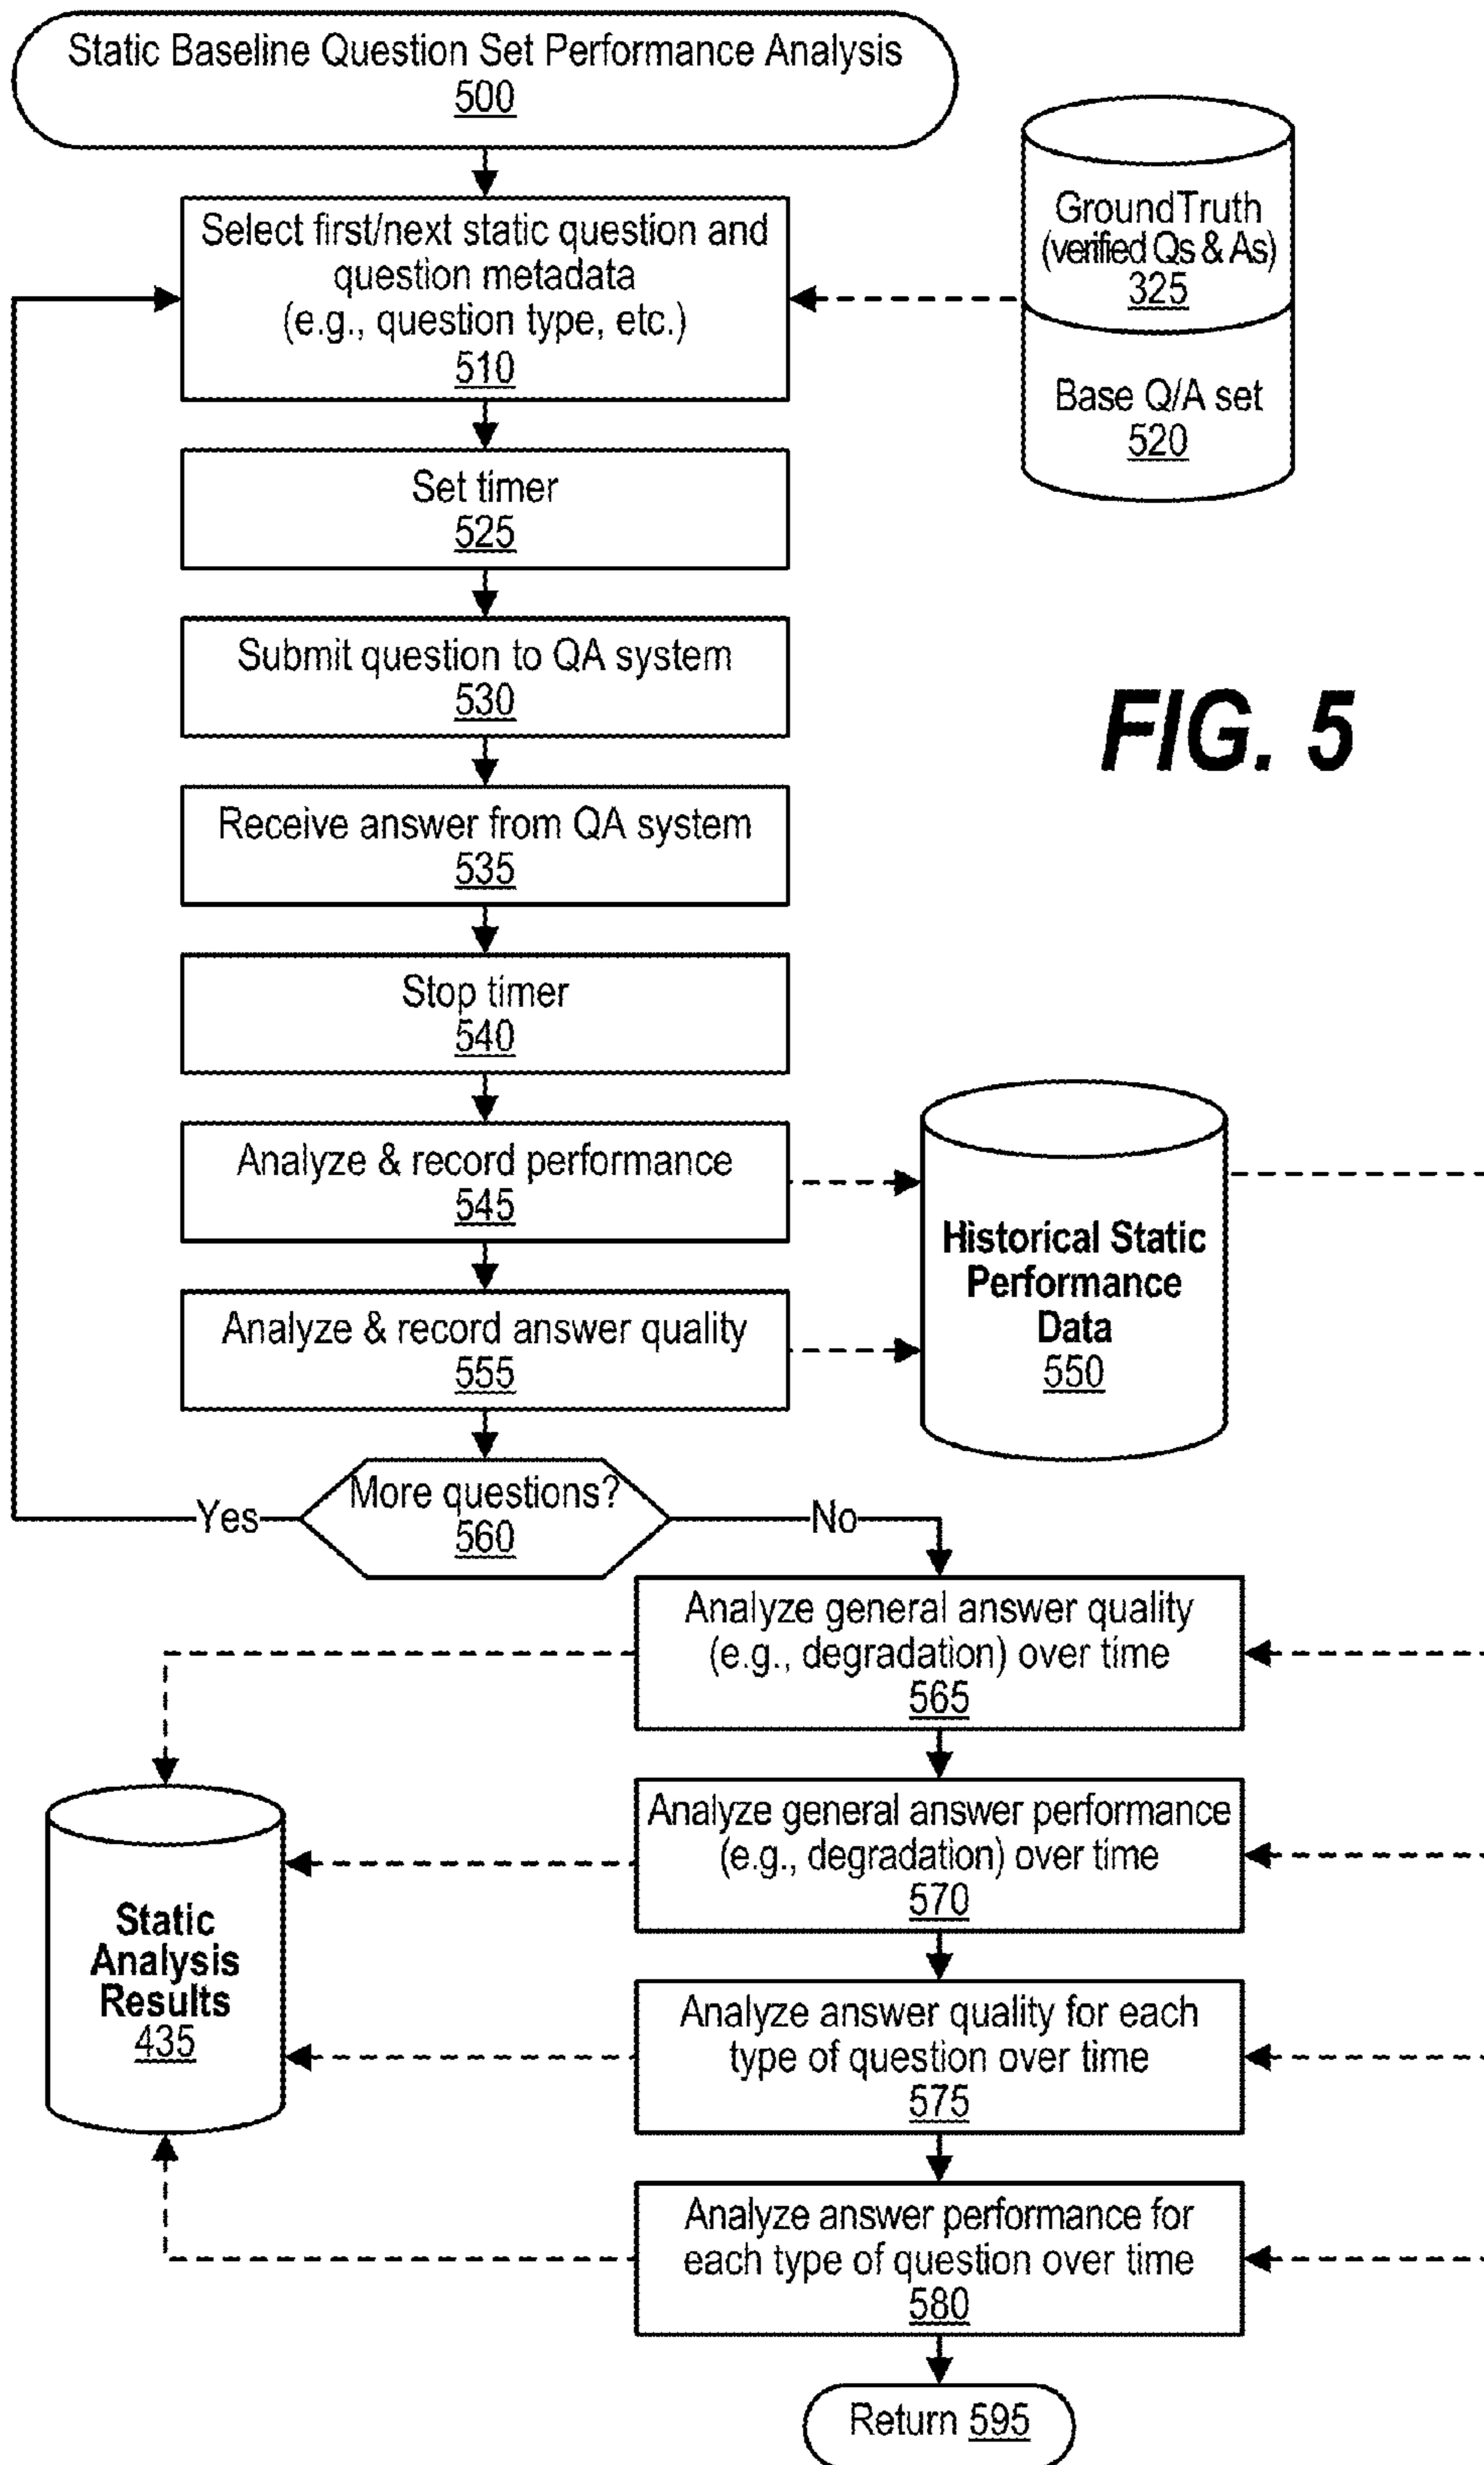 Static Baseline Question Set Performance Analysis
500
Select first/next static question and
question metadata
(e.g., question type, etc.)
510
GroundTruth
(verified Qs & As)
325
Base Q/A set
520
Set timer
525
Submit question to QA system
530
FIG. 5
Receive answer from QA system
535
Stop timer
540
Analyze & record performance
545
Historical Static
Performance
Data
550
Analyze & record answer quality
555
More questions?
560
Yes
No
Analyze general answer quality
(e.g., degradation) over time
565
Analyze general answer performance
(e.g., degradation) over time
570
Static
Analysis
Results
435
Analyze answer quality for each
type of question over time
575
Analyze answer performance for
each type of question over time
580
Return 595